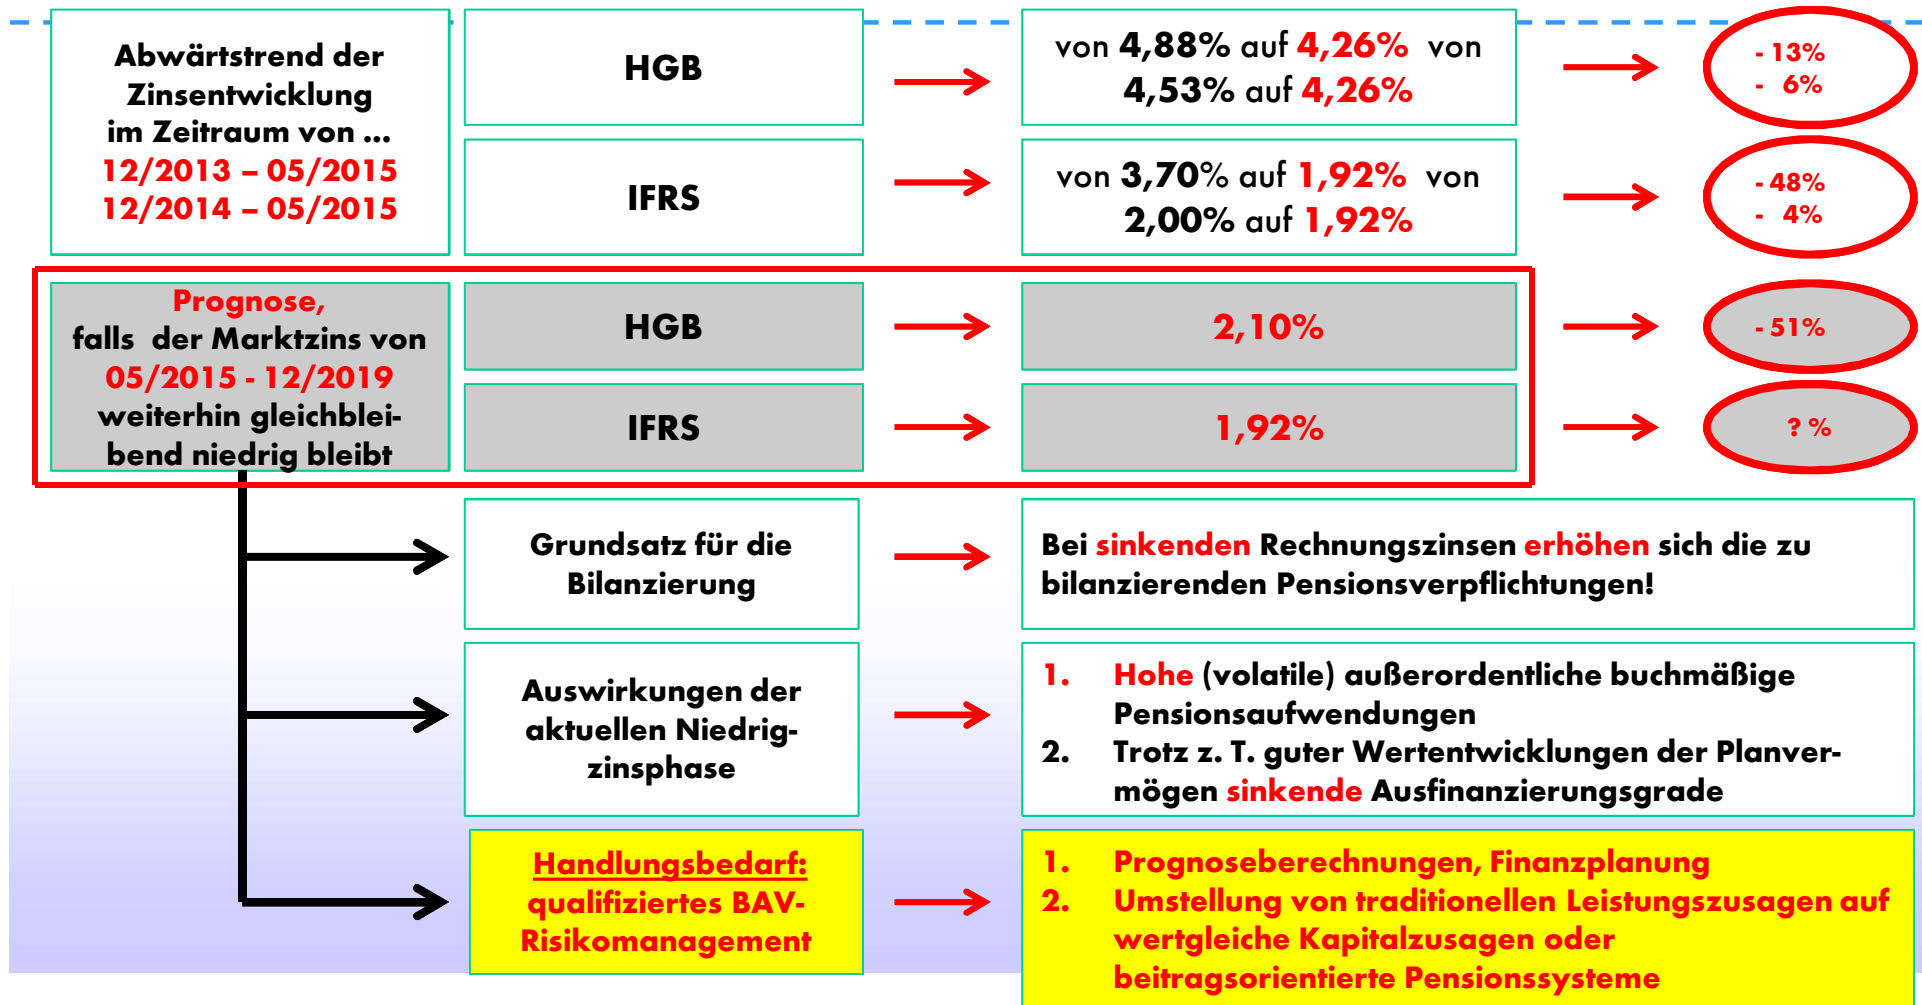 Abwärtstrend der
Zinsentwicklung
im Zeitraum von ...
12/2013 – 05/2015
12/2014 – 05/2015
HGB
von 4,88% auf 4,26% von
4,53% auf 4,26%
- 13%
- 6%
IFRS
von 3,70% auf 1,92% von
2,00% auf 1,92%
- 48%
- 4%
Prognose,
falls der Marktzins von
05/2015 - 12/2019
weiterhin gleichblei-
bend niedrig bleibt
HGB
2,10%
- 51%
IFRS
1,92%
? %
Grundsatz für die
Bilanzierung
Bei sinkenden Rechnungszinsen erhöhen sich die zu
bilanzierenden Pensionsverpflichtungen!
Auswirkungen der
aktuellen Niedrig-
zinsphase
1. Hohe (volatile) außerordentliche buchmäßige
Pensionsaufwendungen
2. Trotz z. T. guter Wertentwicklungen der Planver-
mögen sinkende Ausfinanzierungsgrade
Handlungsbedarf:
qualifiziertes BAV-
Risikomanagement
1. Prognoseberechnungen, Finanzplanung
2. Umstellung von traditionellen Leistungszusagen auf
wertgleiche Kapitalzusagen oder
beitragsorientierte Pensionssysteme